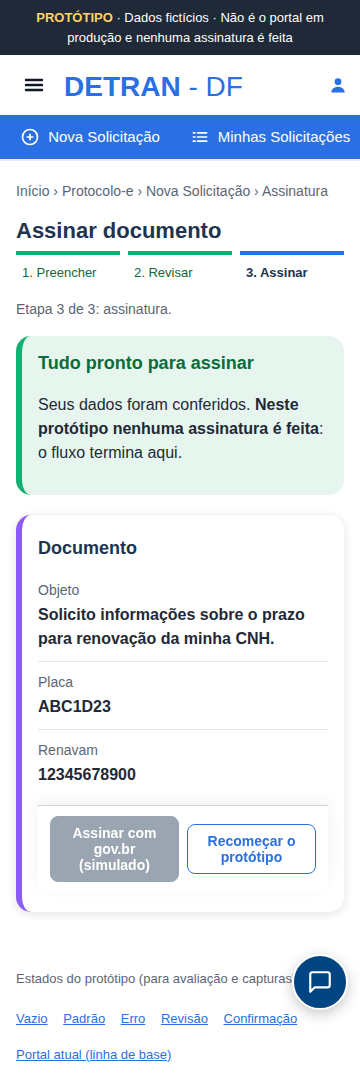 PROTÓTIPO · Dados fictícios · Não é o portal em
produção e nenhuma assinatura é feita
DETRAN - DF
Nova Solicitação
Minhas Solicitações
Início › Protocolo-e › Nova Solicitação › Assinatura
Assinar documento
1. Preencher
2. Revisar
3. Assinar
Etapa 3 de 3: assinatura.
Tudo pronto para assinar
Seus dados foram conferidos. Neste
protótipo nenhuma assinatura é feita:
o fluxo termina aqui.
Documento
Objeto
Solicito informações sobre o prazo
para renovação da minha CNH.
Placa
ABC1D23
Renavam
12345678900
Assinar com
gov.br
(simulado)
Recomeçar o
protótipo
Estados do protótipo (para avaliação e capturas
Vazio Padrão Erro Revisão Confirmação
Portal atual (linha de base)